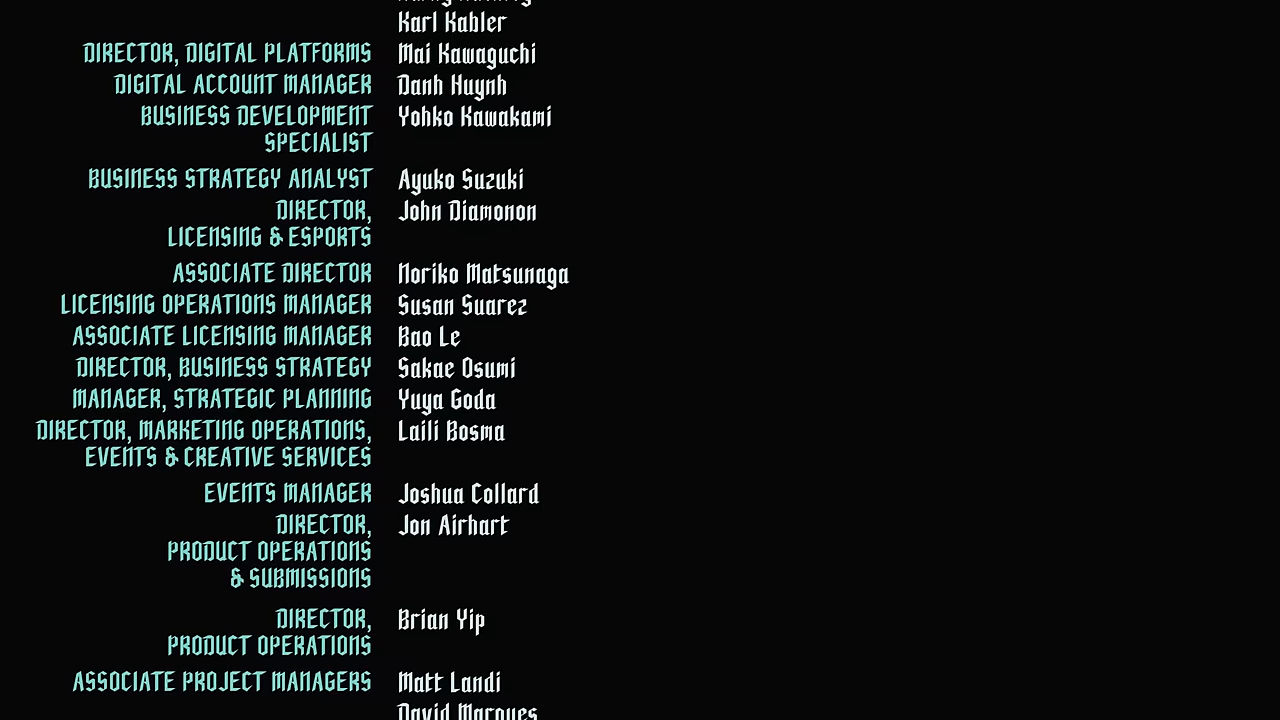 Karl Kabler
DIRECTOR, DIGITAL PLATFORMS Mai Kawaguchi
DIGITAL ACCOUNT MANAGER Danh Huynh
BUSINESS DEVELOPMENT Yohko Kawakami
SPECIALIST
BUSINESS STRATEGY ANALYST Ayuko Suzuki
DIRECTOR, John Diamonon
LICENSING & ESPORTS
ASSOCIATE DIRECTOR Noriko Matsunaga
LICENSING OPERATIONS MANAGER Susan Suarez
ASSOCIATE LICENSING MANAGER Bao Le
DIRECTOR, BUSINESS STRATEGY Sakae Osumi
MANAGER, STRATEGIC PLANNING Yuya Goda
DIRECTOR, MARKETING OPERATIONS, Laili Bosma
EVENTS & CREATIVE SERVICES
EVENTS MANAGER Joshua Collard
DIRECTOR, Jon Airhart
PRODUCT OPERATIONS
& SUBMISSIONS
DIRECTOR, Brian Yip
PRODUCT OPERATIONS
ASSOCIATE PROJECT MANAGERS Matt Landi
David Marques